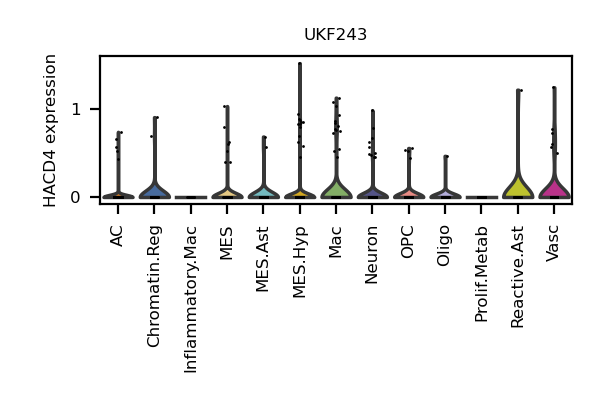 UKF243
HACD4 expression
1
0
AC
Chromatin.Reg
Inflammatory.Mac
MES
MES.Ast
MES.Hyp
Mac
Neuron
OPC
Oligo
Prolif.Metab
Reactive.Ast
Vasc